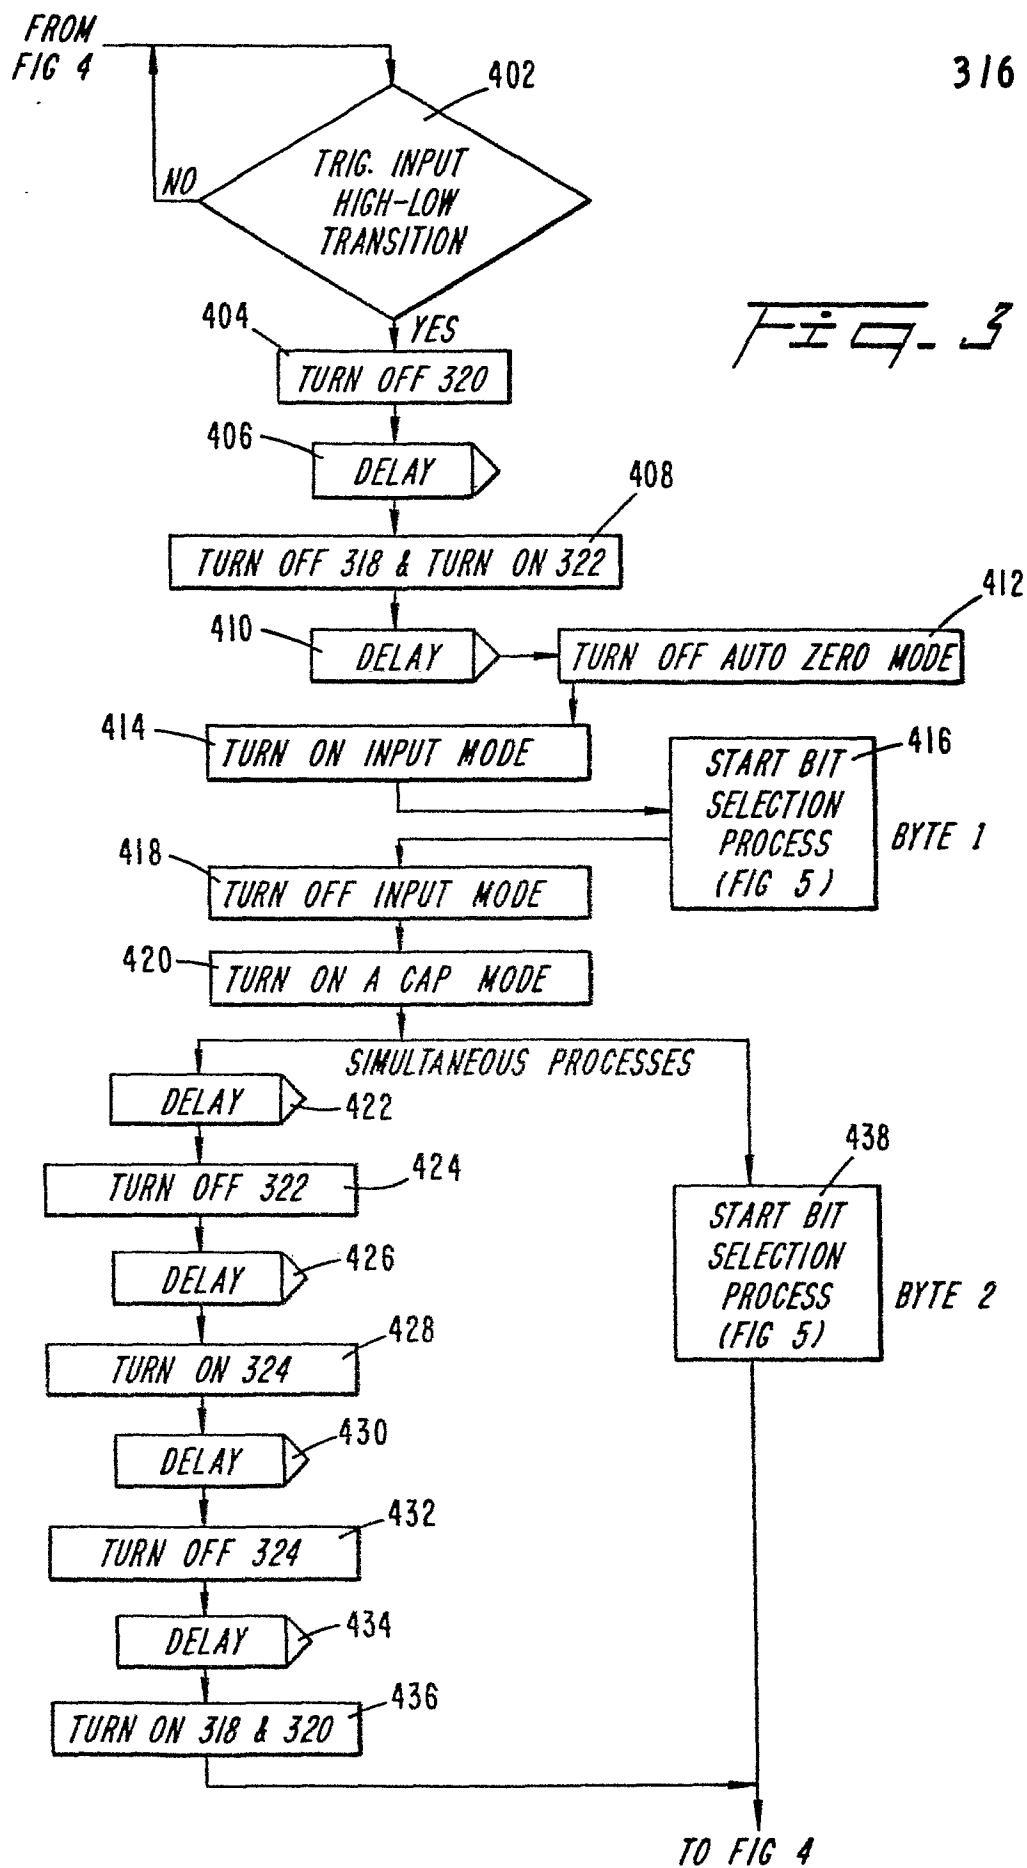 FROM
FIG 4
316
402
TRIG. INPUT
HIGH-LOW
TRANSITION
NO
YES
Fig. 3
404
TURN OFF 320
406
DELAY
408
TURN OFF 318 & TURN ON 322
410
DELAY
412
TURN OFF AUTO ZERO MODE
414
TURN ON INPUT MODE
416
START BIT
SELECTION
PROCESS
(FIG 5)
BYTE 1
418
TURN OFF INPUT MODE
420
TURN ON A CAP MODE
SIMULTANEOUS PROCESSES
DELAY
422
TURN OFF 322
424
DELAY
426
TURN ON 324
428
DELAY
430
TURN OFF 324
432
DELAY
434
TURN ON 318 & 320
436
438
START BIT
SELECTION
PROCESS
(FIG 5)
BYTE 2
TO FIG 4